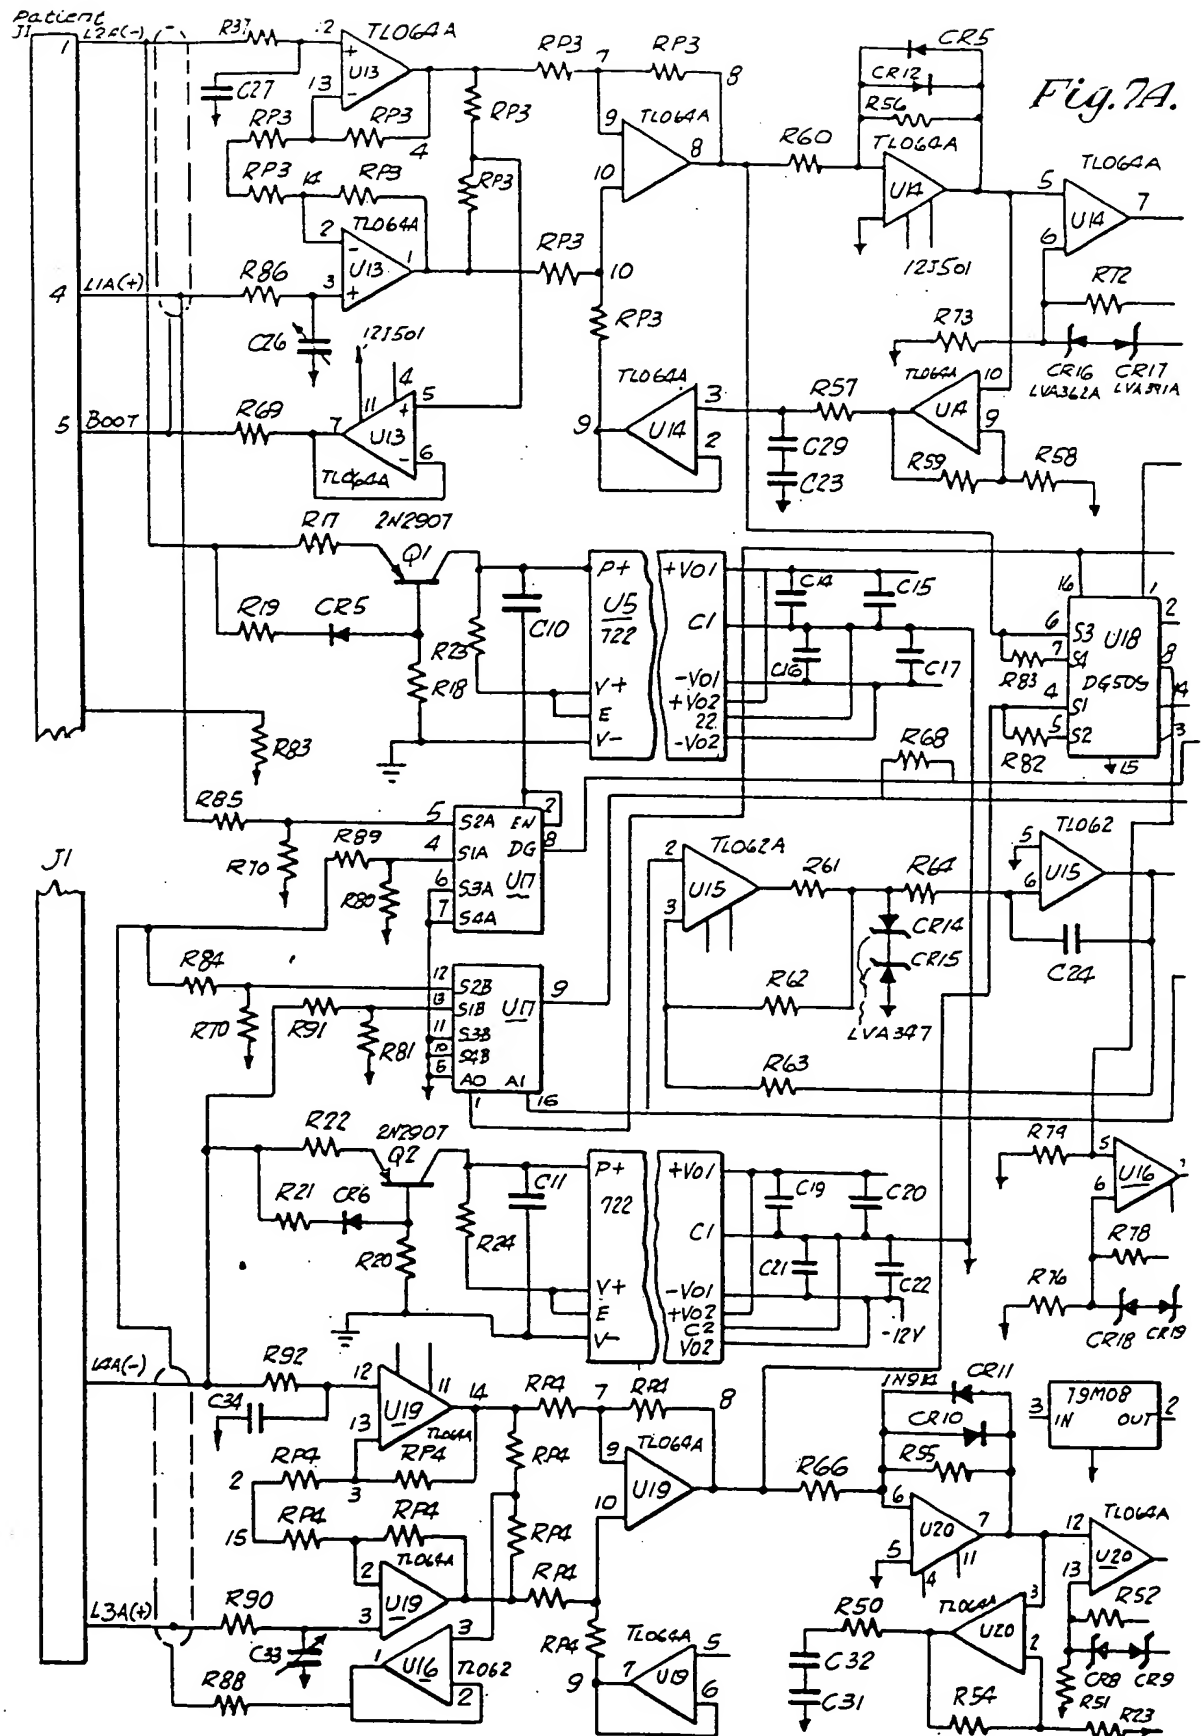 Patient
J1
L2A(-)
1
R37
2
TL064A
U13
+
-
C27
13
RP3
RP3
4
RP3
14
RP3
RP3
RP3
TL064A
2
U13
1
3
L1A(+)
4
R86
C26
12J501
4
11
5
U13
7
6
TL064A
BOOT
5
R69
RP3
7
RP3
8
9
TL064A
8
10
RP3
10
RP3
TL064A
9
U14
3
2
R57
C29
C23
R60
CR5
CR12
R56
TL064A
U14
12J501
Fig. 7A.
TL064A
5
U14
7
6
R72
R73
CR16
LVA362A
CR17
LVA391A
TL064A
10
U14
9
R59
R58
R17
2N2907
Q1
R19
CR5
R23
R18
C10
P+
U5
722
V+
E
V-
+VO1
C1
-VO1
+VO2
22
-VO2
C14
C15
C16
C17
16
1
6
S3
U18
2
7
S4
8
R83
DG509
4
S1
14
5
S2
3
R82
15
R68
R83
R85
R70
R89
R80
5
S2A
EN
2
4
S1A
DG
8
6
S3A
U17
7
S4A
J1
R84
R70
R91
R81
12
S2B
9
13
S1B
U17
11
S3B
10
S4B
5
A0
A1
1
16
2
TL062A
U15
3
R61
R64
CR14
CR15
LVA347
R62
R63
TL062
5
U15
6
C24
R22
2N2907
Q2
R21
CR6
R20
R24
C11
P+
722
V+
E
V-
+VO1
C1
-VO1
+VO2
C2
VO2
C19
C20
C21
C22
-12V
R79
5
U16
6
R78
R76
CR18
CR19
L4A(-)
R92
C34
12
11
14
U19
13
TL064A
RP4
2
RP4
3
RP4
15
RP4
RP4
RP4
TL064A
2
U19
3
L3A(+)
R90
C33
3
1
U16
TL062
2
R88
RP4
7
RP4
8
9
TL064A
U19
10
RP4
RP4
TL064A
5
9
7
U19
6
R66
1N914
CR11
CR10
R55
6
U20
7
5
11
4
79M08
3
IN
OUT
2
TL064A
12
U20
13
R52
CR8
CR9
R51
R23
TL064A
3
U20
2
R50
C32
C31
R54